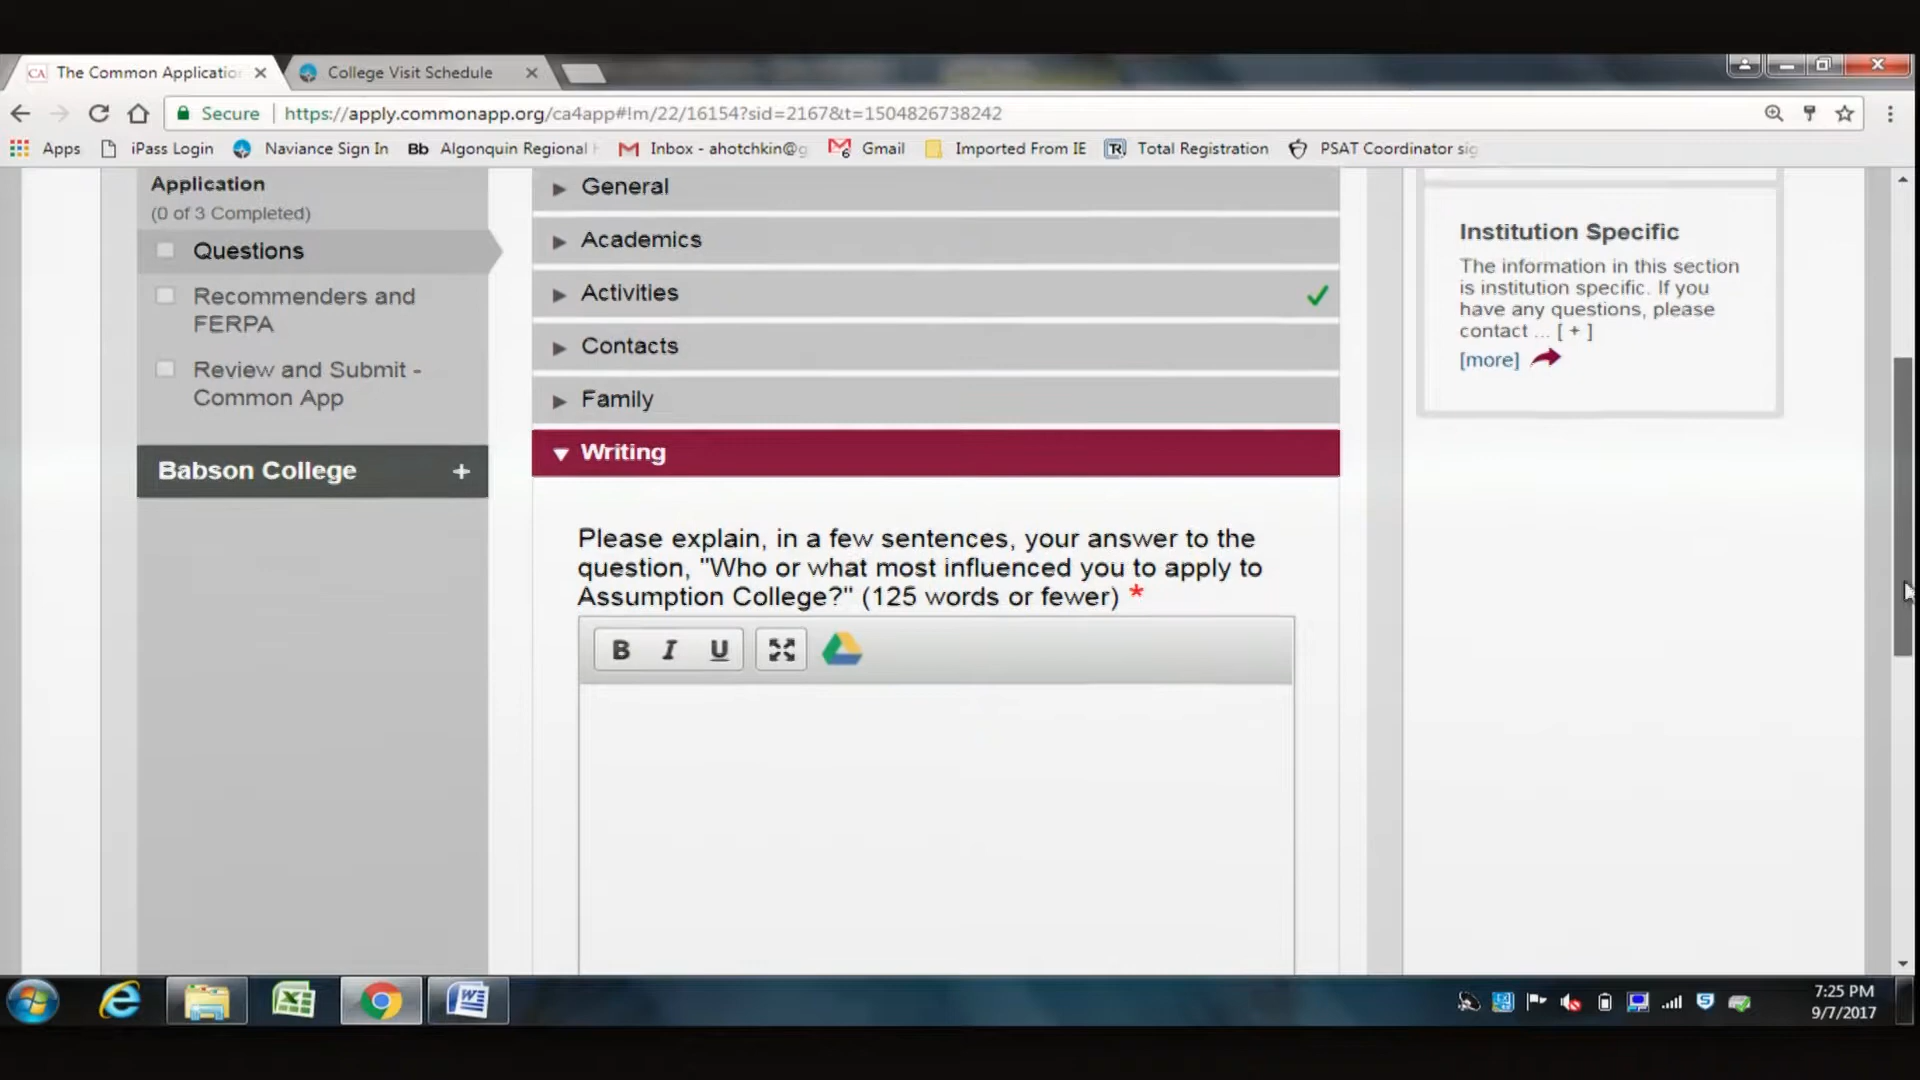 CA The Common Applicatio
College Visit Schedule
Secure https://apply.commonapp.org/ca4app#!m/22/16154?sid=2167&t=1504826738242
Apps iPass Login Naviance Sign In Bb Algonquin Regional Inbox - ahotchkin@g Gmail Imported From IE TR Total Registration PSAT Coordinator sig
Application
(0 of 3 Completed)
Questions
Recommenders and
FERPA
Review and Submit -
Common App
Babson College +
General
Academics
Activities
Contacts
Family
Writing
Please explain, in a few sentences, your answer to the
question, "Who or what most influenced you to apply to
Assumption College?" (125 words or fewer) *
B I U
Institution Specific
The information in this section
is institution specific. If you
have any questions, please
contact ... [ + ]
[more]
7:25 PM
9/7/2017